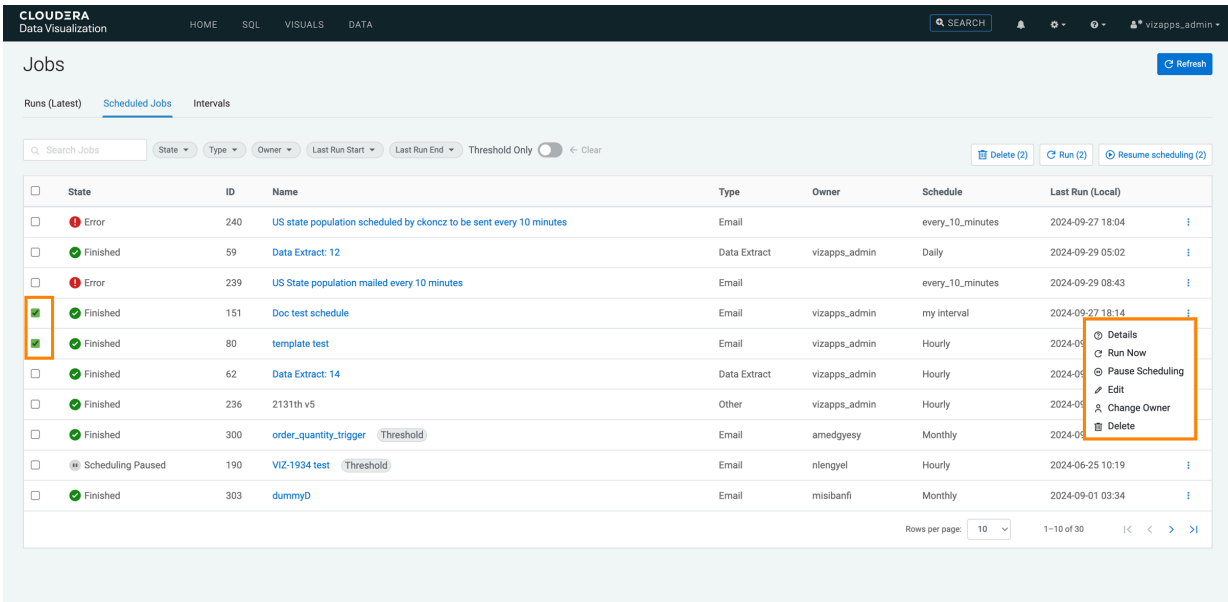 CLOUDERA
Data Visualization
HOME SQL VISUALS DATA
SEARCH
vizapps_admin
Jobs
Refresh
Runs (Latest) Scheduled Jobs Intervals
Search Jobs State Type Owner Last Run Start Last Run End Threshold Only ← Clear
Delete (2) Run (2) Resume scheduling (2)
State ID Name Type Owner Schedule Last Run (Local)
Error 240 US state population scheduled by ckoncz to be sent every 10 minutes Email every_10_minutes 2024-09-27 18:04
Finished 59 Data Extract: 12 Data Extract vizapps_admin Daily 2024-09-29 05:02
Error 239 US State population mailed every 10 minutes Email every_10_minutes 2024-09-29 08:43
Finished 151 Doc test schedule Email vizapps_admin my interval 2024-09-27 18:14
Finished 80 template test Email vizapps_admin Hourly 2024-09
Finished 62 Data Extract: 14 Data Extract vizapps_admin Hourly 2024-09
Finished 236 2131th v5 Other vizapps_admin Hourly 2024-09
Finished 300 order_quantity_trigger Threshold Email amedgyesy Monthly 2024-09
Details
Run Now
Pause Scheduling
Edit
Change Owner
Delete
Scheduling Paused 190 VIZ-1934 test Threshold Email nlengyel Hourly 2024-06-25 10:19
Finished 303 dummyD Email misibanfi Monthly 2024-09-01 03:34
Rows per page: 10 1–10 of 30